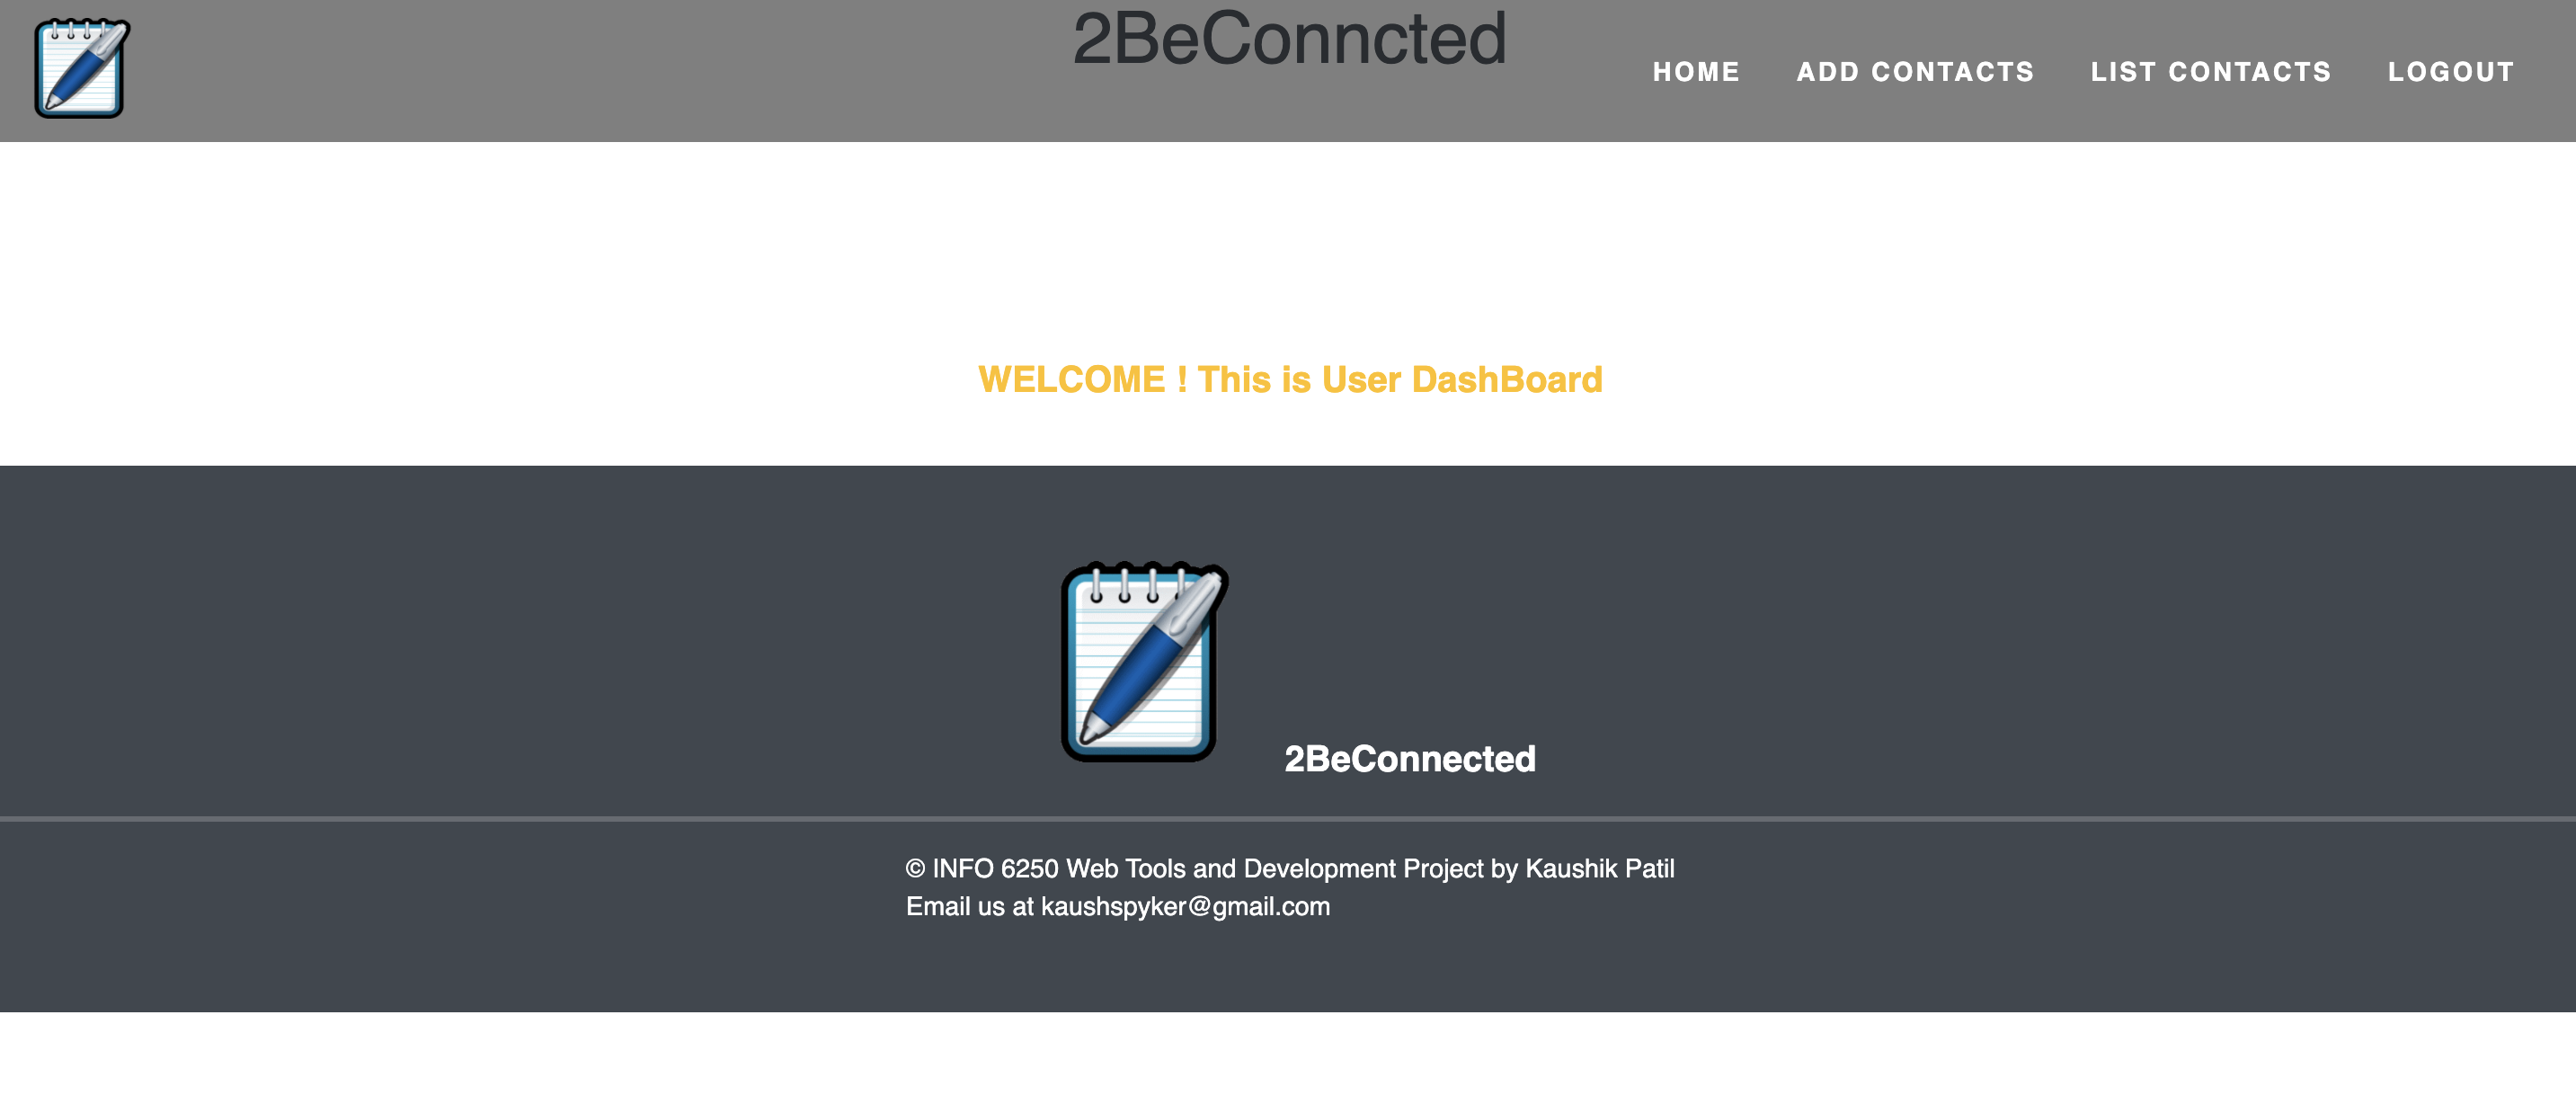 2BeConncted
HOME ADD CONTACTS LIST CONTACTS LOGOUT
WELCOME ! This is User DashBoard
2BeConnected
© INFO 6250 Web Tools and Development Project by Kaushik Patil
Email us at kaushspyker@gmail.com